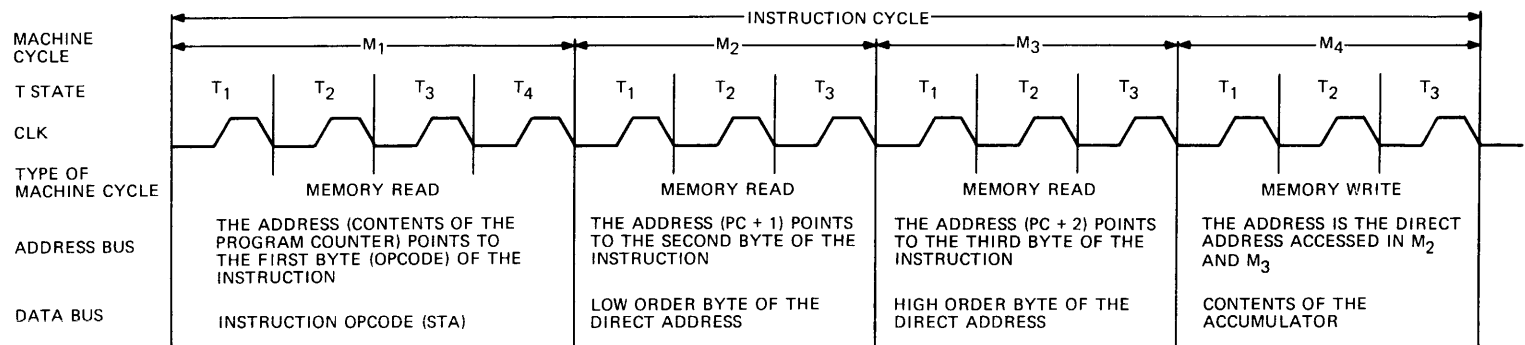 INSTRUCTION CYCLE
MACHINE
CYCLE
M1
M2
M3
M4
T STATE
T1
T2
T3
T4
T1
T2
T3
T1
T2
T3
T1
T2
T3
CLK
TYPE OF
MACHINE CYCLE
MEMORY READ
MEMORY READ
MEMORY READ
MEMORY WRITE
ADDRESS BUS
THE ADDRESS (CONTENTS OF THE
PROGRAM COUNTER) POINTS TO
THE FIRST BYTE (OPCODE) OF THE
INSTRUCTION
THE ADDRESS (PC + 1) POINTS
TO THE SECOND BYTE OF THE
INSTRUCTION
THE ADDRESS (PC + 2) POINTS
TO THE THIRD BYTE OF THE
INSTRUCTION
THE ADDRESS IS THE DIRECT
ADDRESS ACCESSED IN M2
AND M3
DATA BUS
INSTRUCTION OPCODE (STA)
LOW ORDER BYTE OF THE
DIRECT ADDRESS
HIGH ORDER BYTE OF THE
DIRECT ADDRESS
CONTENTS OF THE
ACCUMULATOR